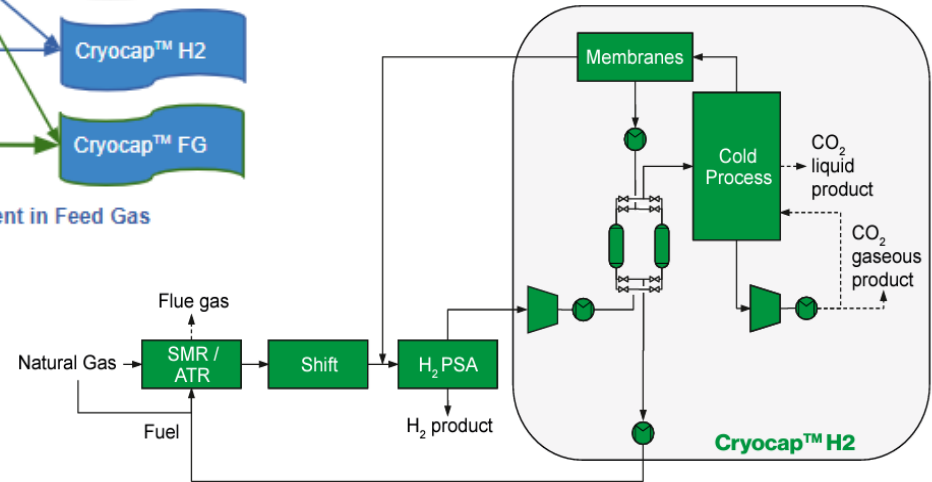 Cryocap™ H2
Cryocap™ FG
ent in Feed Gas
Membranes
Cold
Process
CO₂
liquid
product
CO₂
gaseous
product
Flue gas
Natural Gas
SMR /
ATR
Shift
H₂ PSA
H₂ product
Fuel
Cryocap™ H2